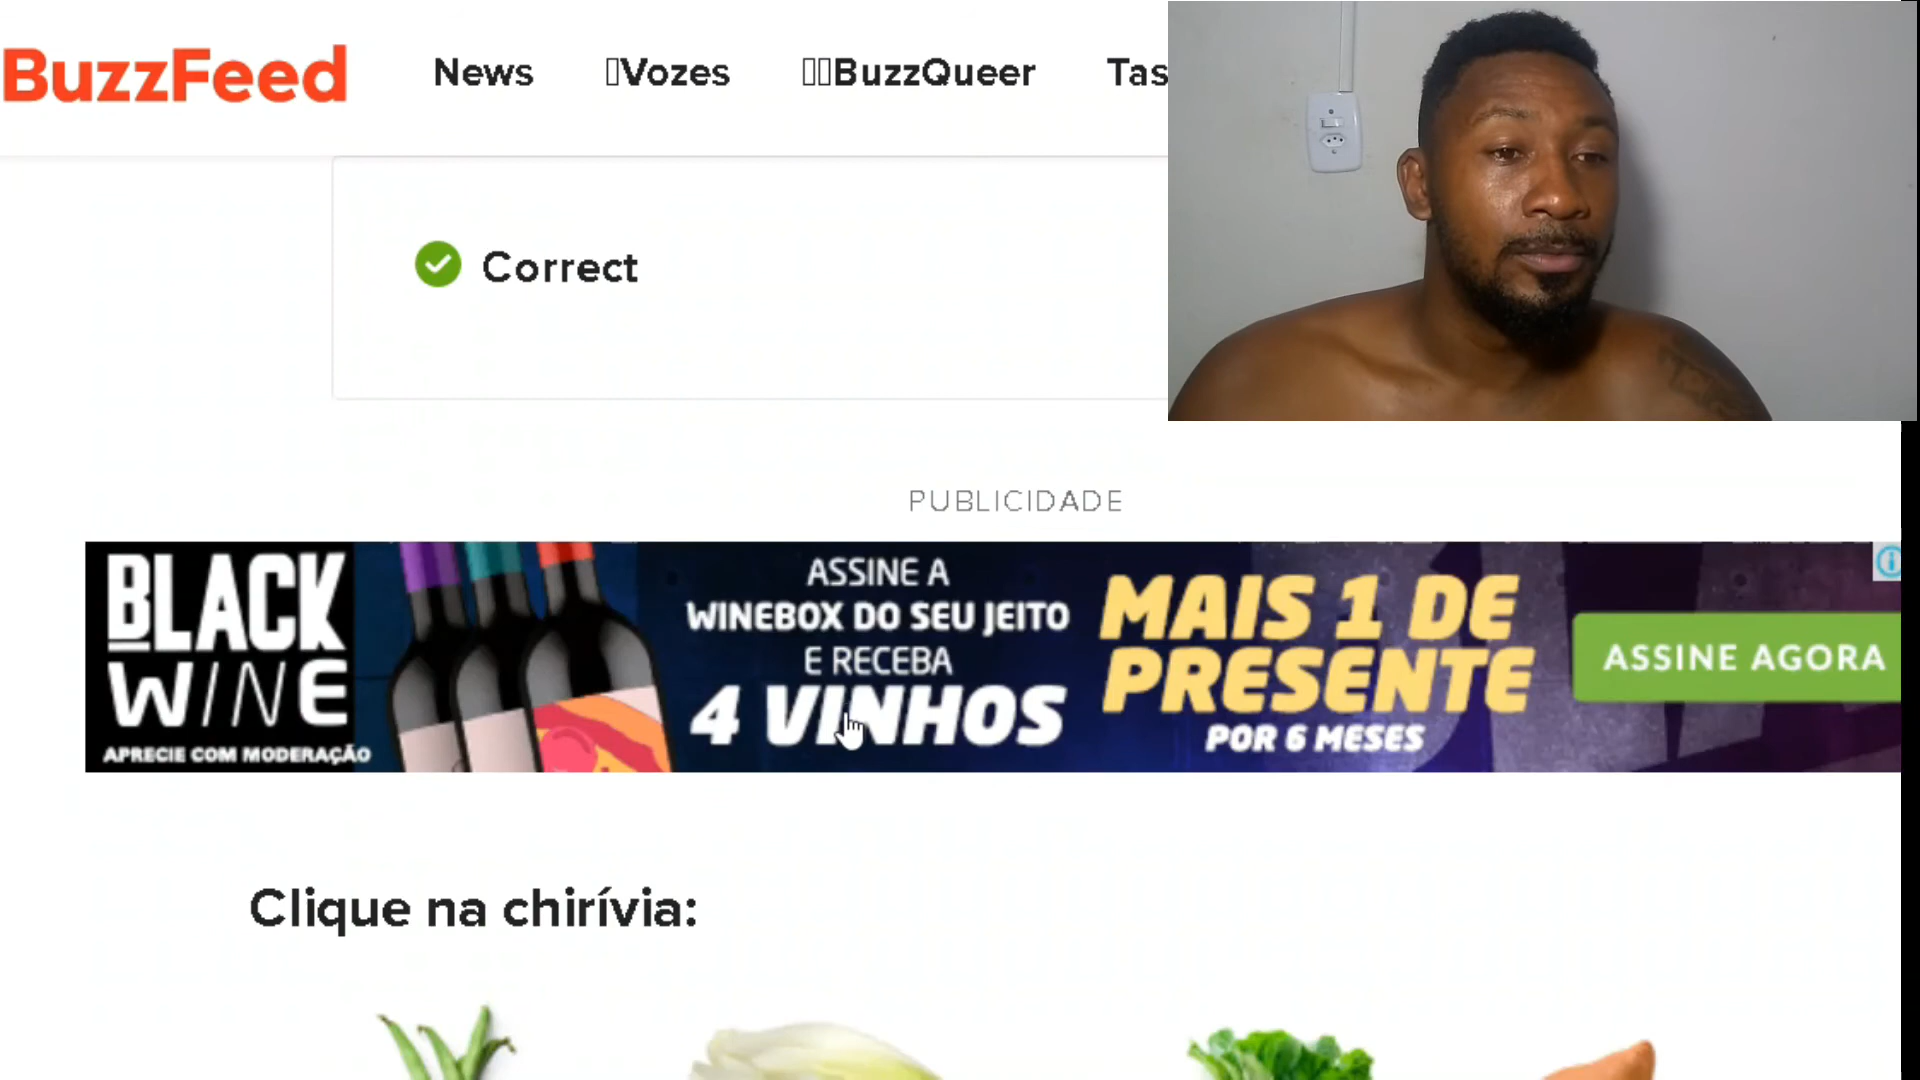 BuzzFeed
News
Vozes
BuzzQueer
Tas
Correct
PUBLICIDADE
BLACK
WINE
APRECIE COM MODERAÇÃO
ASSINE A
WINEBOX DO SEU JEITO
E RECEBA
4 VINHOS
MAIS 1 DE
PRESENTE
POR 6 MESES
ASSINE AGORA
Clique na chirívia: